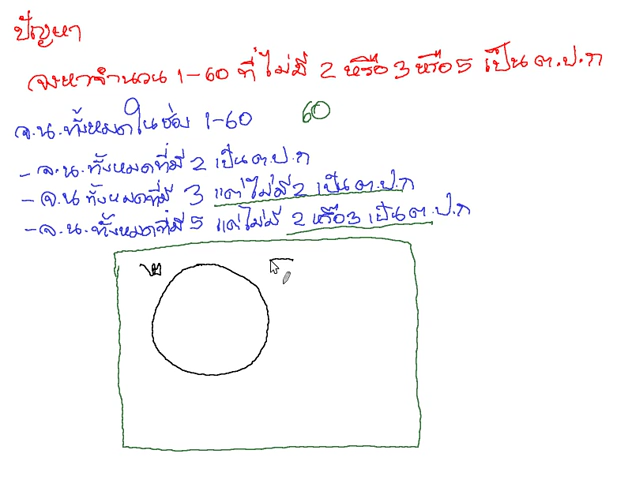 ปัญหา
จงหาจำนวน 1-60 ที่ไม่มี 2 หรือ 3 หรือ 5 เป็น ต.ป.ก
จ.น.ทั้งหมดในช่วง 1-60 60
- จ.น.ทั้งหมดที่มี 2 เป็น ต.ป.ก
- จ.น ทั้งหมดที่มี 3 แต่ไม่มี 2 เป็น ต.ป.ก
- จ.น.ทั้งหมดที่มี 5 แต่ไม่มี 2 หรือ 3 เป็น ต.ป.ก